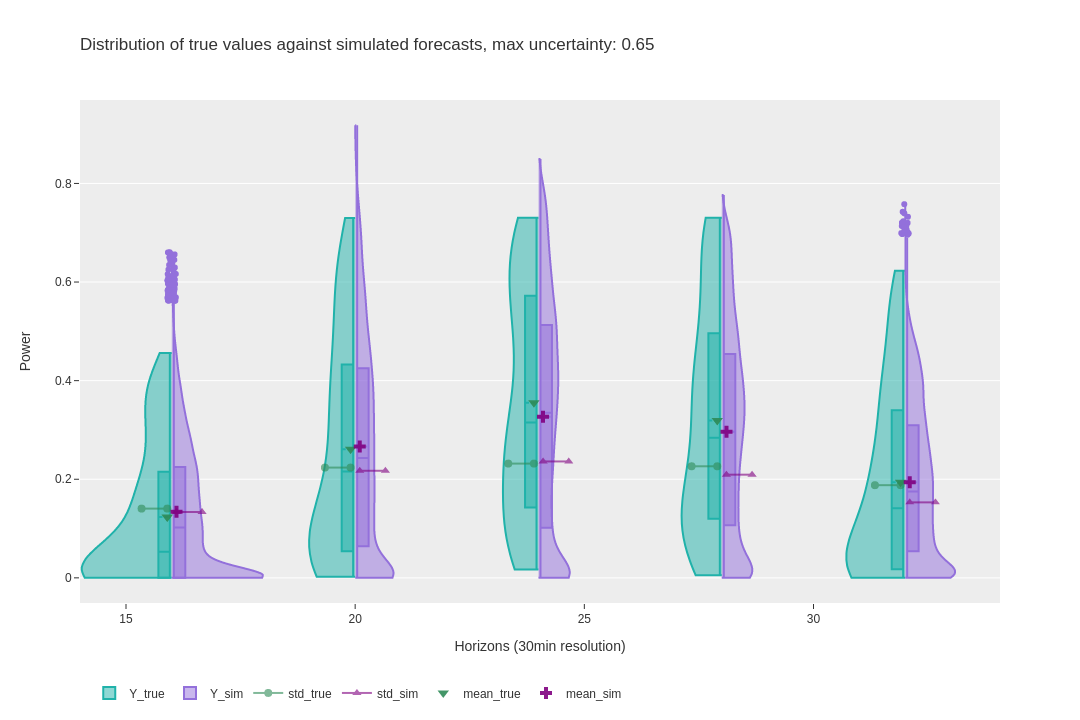 Distribution of true values against simulated forecasts, max uncertainty: 0.65
Power
0.8
0.6
0.4
0.2
0
15
20
25
30
Horizons (30min resolution)
Y_true
Y_sim
std_true
std_sim
mean_true
mean_sim